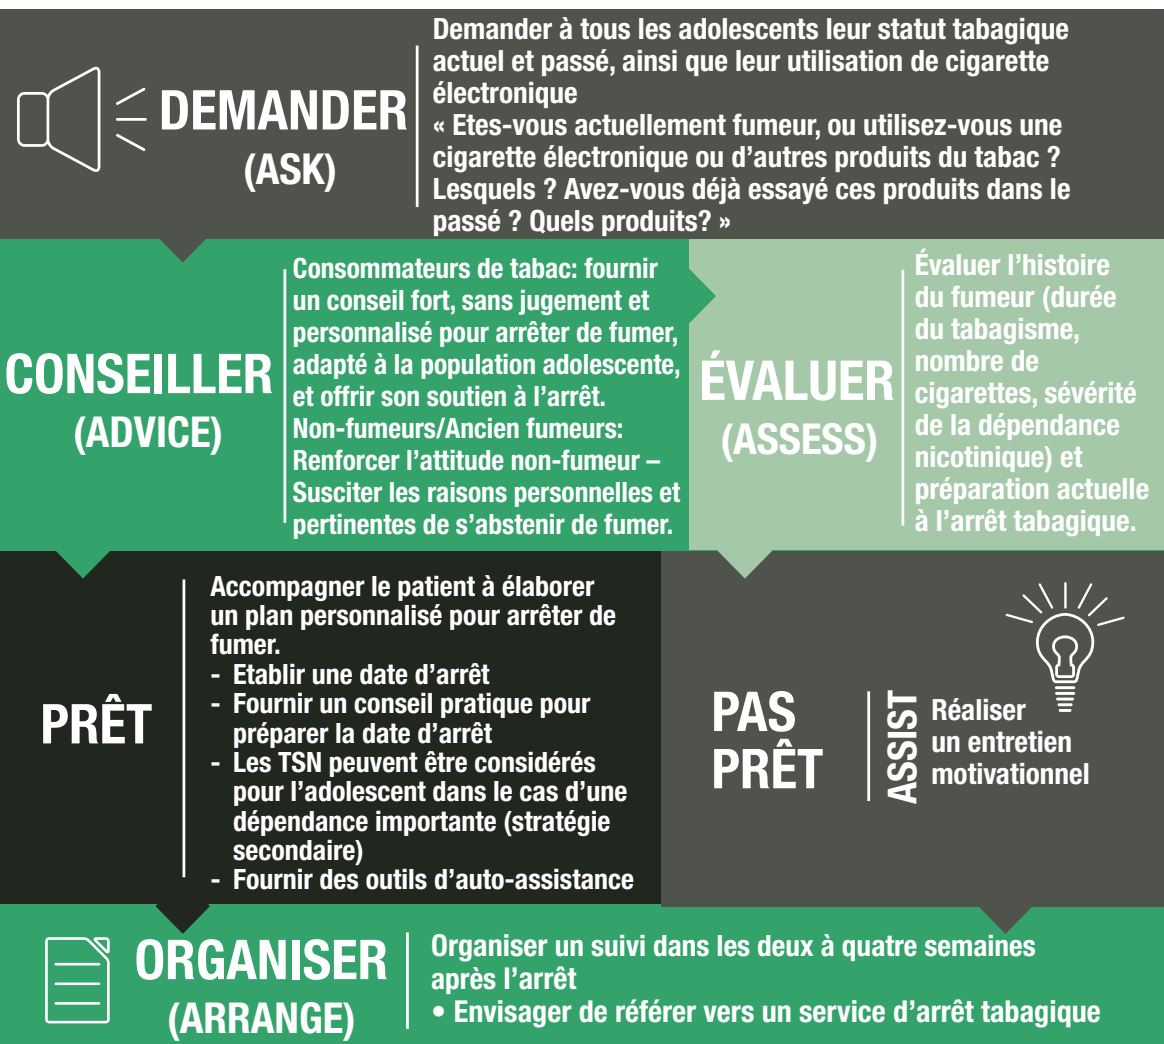 DEMANDER
(ASK)
Demander à tous les adolescents leur statut tabagique
actuel et passé, ainsi que leur utilisation de cigarette
électronique
« Etes-vous actuellement fumeur, ou utilisez-vous une
cigarette électronique ou d’autres produits du tabac ?
Lesquels ? Avez-vous déjà essayé ces produits dans le
passé ? Quels produits? »
CONSEILLER
(ADVICE)
Consommateurs de tabac: fournir
un conseil fort, sans jugement et
personnalisé pour arrêter de fumer,
adapté à la population adolescente,
et offrir son soutien à l’arrêt.
Non-fumeurs/Ancien fumeurs:
Renforcer l’attitude non-fumeur –
Susciter les raisons personnelles et
pertinentes de s’abstenir de fumer.
ÉVALUER
(ASSESS)
Évaluer l’histoire
du fumeur (durée
du tabagisme,
nombre de
cigarettes, sévérité
de la dépendance
nicotinique) et
préparation actuelle
à l’arrêt tabagique.
PRÊT
Accompagner le patient à élaborer
un plan personnalisé pour arrêter de
fumer.
- Etablir une date d’arrêt
- Fournir un conseil pratique pour
préparer la date d’arrêt
- Les TSN peuvent être considérés
pour l’adolescent dans le cas d’une
dépendance importante (stratégie
secondaire)
- Fournir des outils d’auto-assistance
PAS
PRÊT
ASSIST
Réaliser
un entretien
motivationnel
ORGANISER
(ARRANGE)
Organiser un suivi dans les deux à quatre semaines
après l’arrêt
• Envisager de référer vers un service d’arrêt tabagique